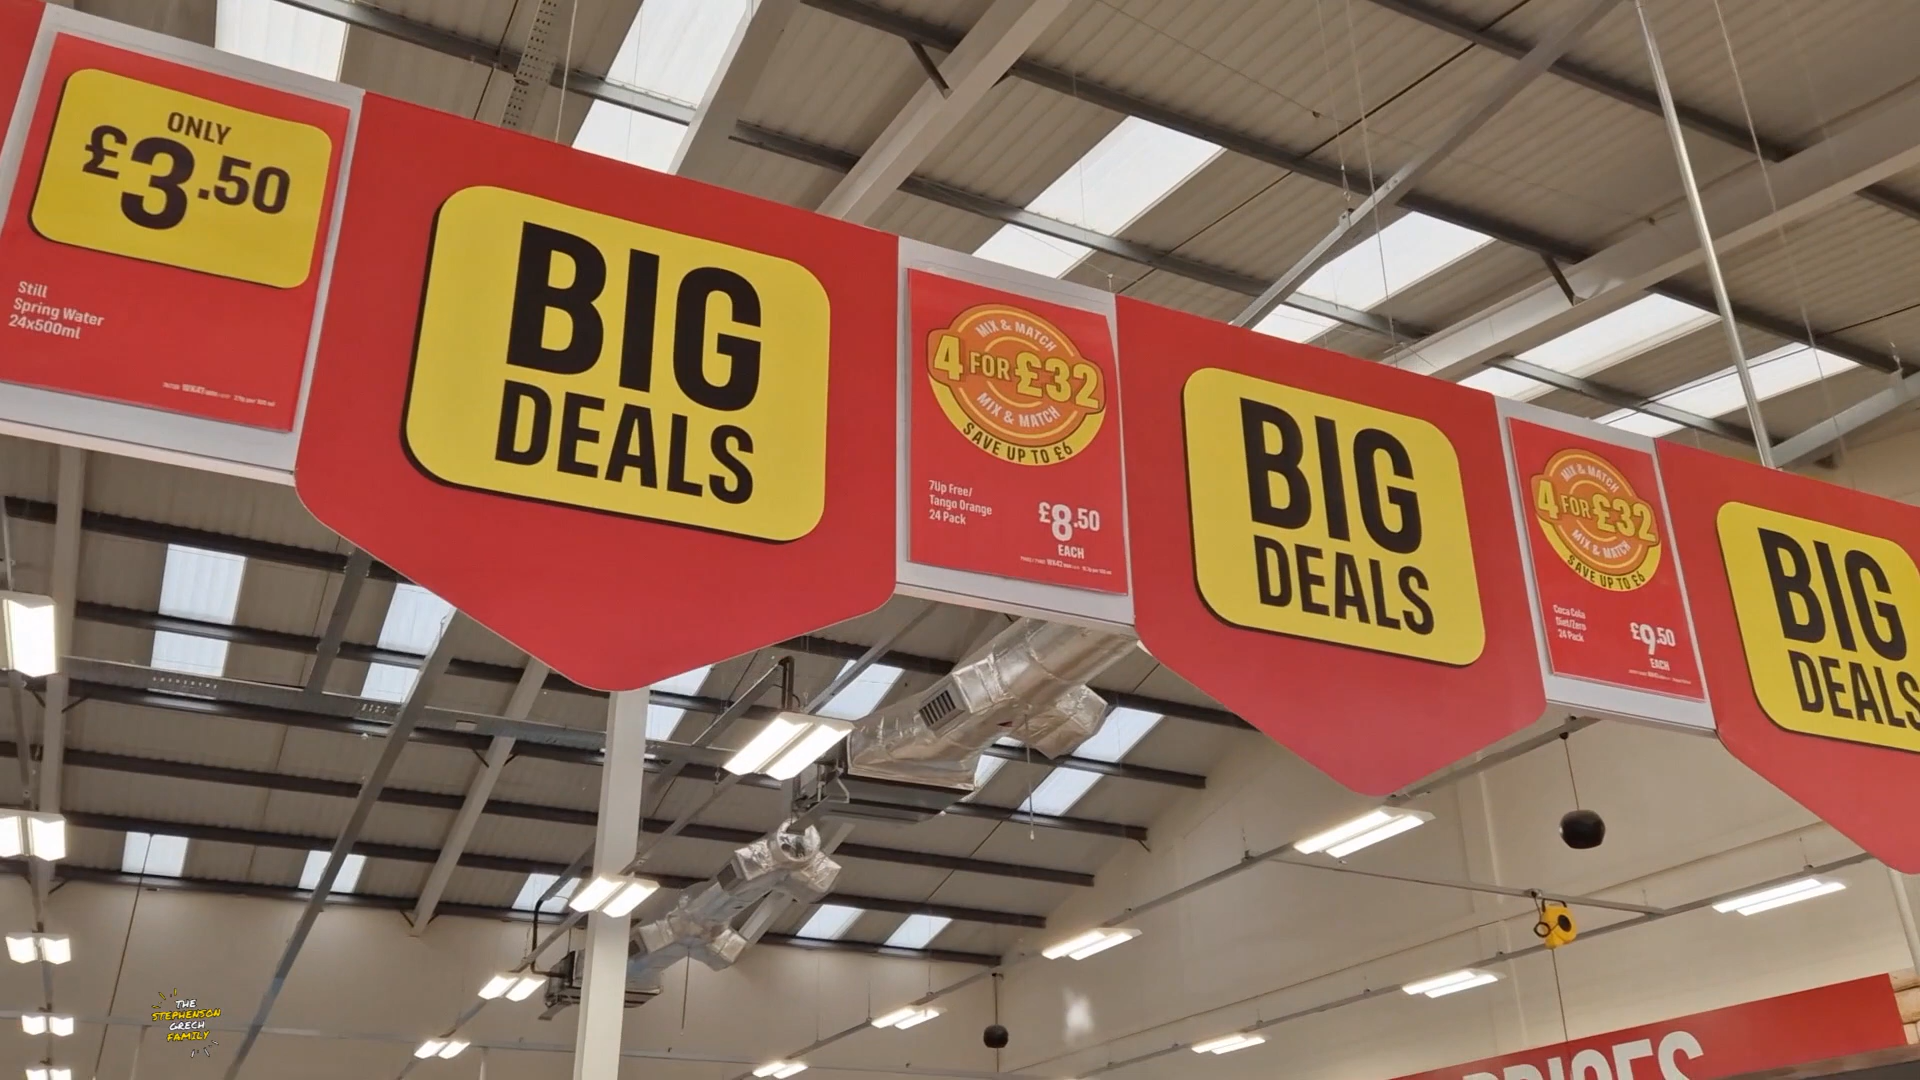 ONLY
£3.50
Still
Spring Water
24x500ml
BIG
DEALS
MIX & MATCH
4 FOR £32
MIX & MATCH
SAVE UP TO £6
7Up Free/
Tango Orange
24 Pack
£8.50
EACH
BIG
DEALS
MIX & MATCH
4 FOR £32
MIX & MATCH
SAVE UP TO £6
Coca Cola
Diet/Zero
24 Pack
£9.50
EACH
BIG
DEALS
PRICES
THE
STEPHENSON
GRECH
FAMILY